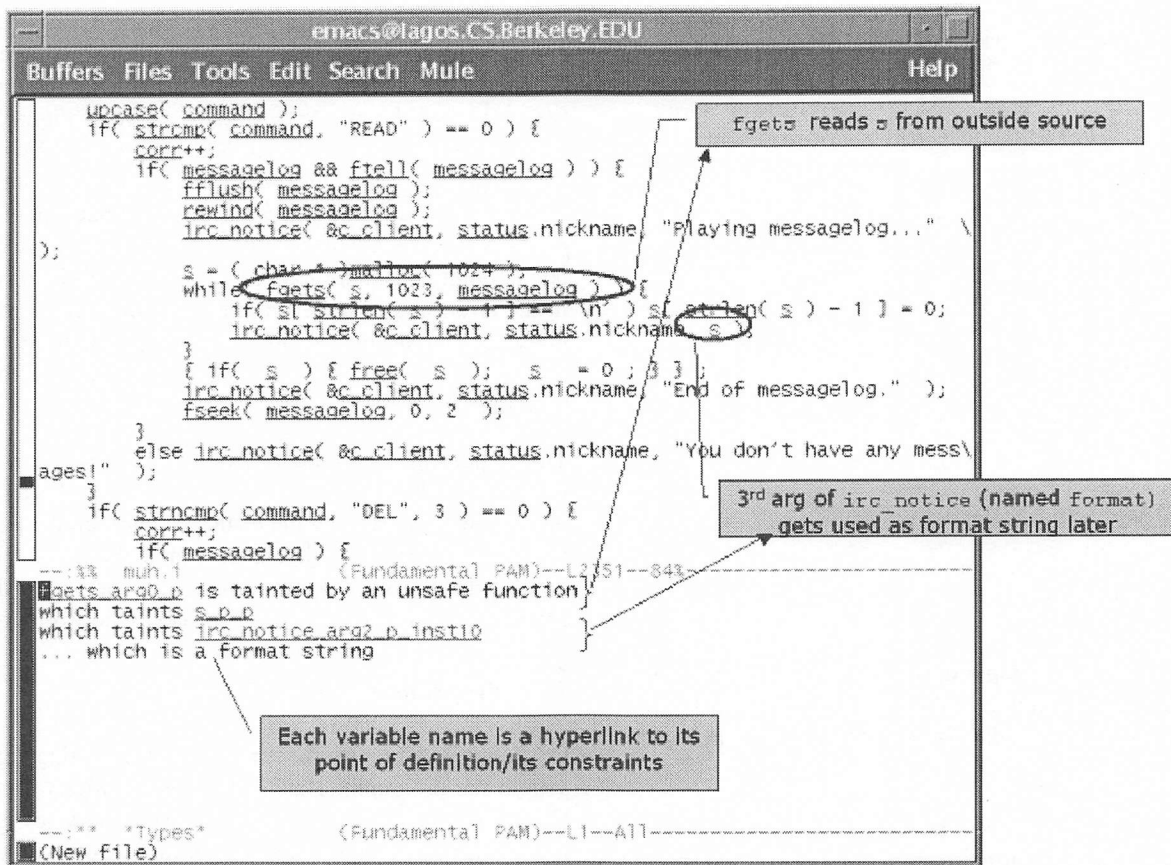 emacs@lagos.CS.Berkeley.EDU
Buffers Files Tools Edit Search Mule Help
upcase( command );
if( strcmp( command, "READ" ) == 0 ) {
corr++;
if( messagelog && ftell( messagelog ) ) {
fflush( messagelog );
rewind( messagelog );
irc_notice( &c_client, status.nickname, "Playing messagelog..." \
);
s = ( char * )malloc( 1024 );
while( fgets( s, 1023, messagelog ) ) {
if( s[ strlen( s ) - 1 ] == '\n' ) s[ strlen( s ) - 1 ] = 0;
irc_notice( &c_client, status.nickname, s );
}
{ if( s ) { free( s ); s = 0 ; } } ;
irc_notice( &c_client, status.nickname, "End of messagelog." );
fseek( messagelog, 0, 2 );
}
else irc_notice( &c_client, status.nickname, "You don't have any mess\
ages!" );
}
if( strncmp( command, "DEL", 3 ) == 0 ) {
corr++;
if( messagelog ) {
--:%% muh.i (Fundamental PAM)--L2351--84%
fgets reads s from outside source
3rd arg of irc_notice (named format)
gets used as format string later
fgets_arg0_p is tainted by an unsafe function
which taints s_p_p
which taints irc_notice_arg2_p_inst10
... which is a format string
Each variable name is a hyperlink to its
point of definition/its constraints
--:** *Types* (Fundamental PAM)--L1--All
(New file)